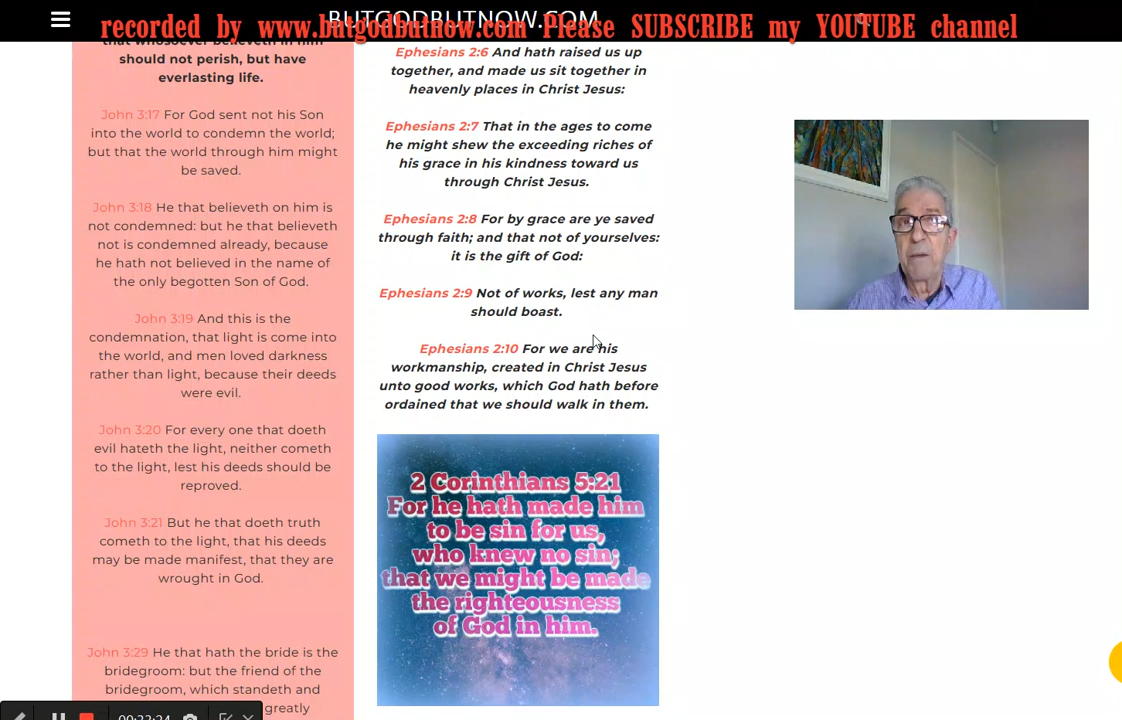 BUTGODBUTNOW.COM
recorded by www.butgodbutnow.com Please SUBSCRIBE my YOUTUBE channel
that whosoever believeth in him
should not perish, but have
everlasting life.
John 3:17 For God sent not his Son
into the world to condemn the world;
but that the world through him might
be saved.
John 3:18 He that believeth on him is
not condemned: but he that believeth
not is condemned already, because
he hath not believed in the name of
the only begotten Son of God.
John 3:19 And this is the
condemnation, that light is come into
the world, and men loved darkness
rather than light, because their deeds
were evil.
John 3:20 For every one that doeth
evil hateth the light, neither cometh
to the light, lest his deeds should be
reproved.
John 3:21 But he that doeth truth
cometh to the light, that his deeds
may be made manifest, that they are
wrought in God.
John 3:29 He that hath the bride is the
bridegroom: but the friend of the
bridegroom, which standeth and
greatly
00:23:24
Ephesians 2:6 And hath raised us up
together, and made us sit together in
heavenly places in Christ Jesus:
Ephesians 2:7 That in the ages to come
he might shew the exceeding riches of
his grace in his kindness toward us
through Christ Jesus.
Ephesians 2:8 For by grace are ye saved
through faith; and that not of yourselves:
it is the gift of God:
Ephesians 2:9 Not of works, lest any man
should boast.
Ephesians 2:10 For we are his
workmanship, created in Christ Jesus
unto good works, which God hath before
ordained that we should walk in them.
2 Corinthians 5:21
For he hath made him
to be sin for us,
who knew no sin;
that we might be made
the righteousness
of God in him.